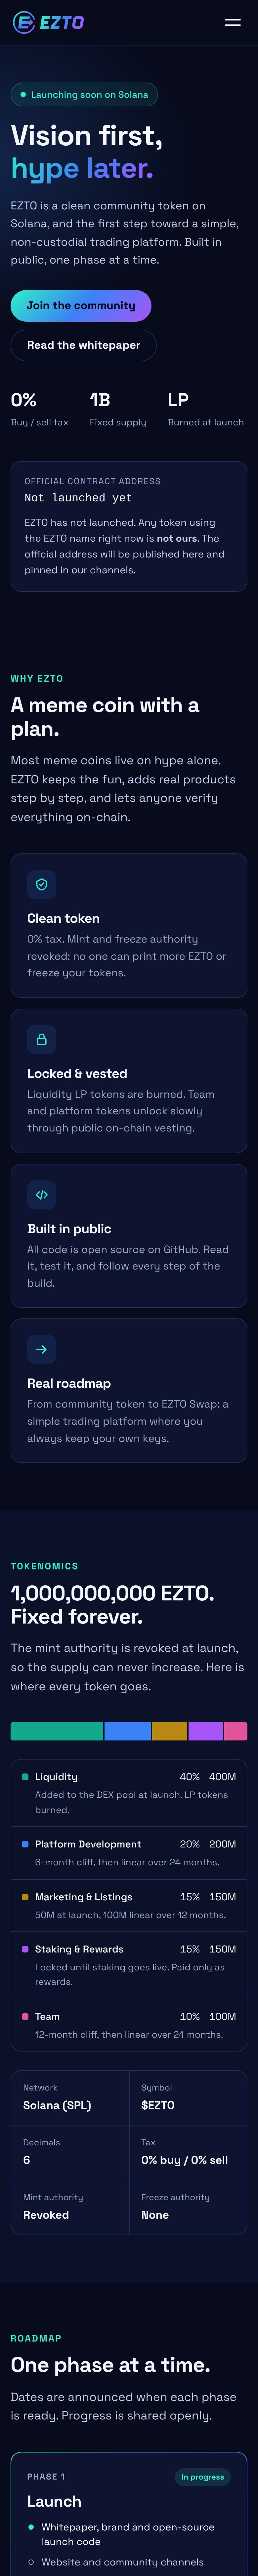 EZTO
Launching soon on Solana
Vision first,
hype later.
EZTO is a clean community token on
Solana, and the first step toward a simple,
non-custodial trading platform. Built in
public, one phase at a time.
Join the community
Read the whitepaper
0% 1B LP
Buy / sell tax Fixed supply Burned at launch
OFFICIAL CONTRACT ADDRESS
Not launched yet
EZTO has not launched. Any token using
the EZTO name right now is not ours. The
official address will be published here and
pinned in our channels.
WHY EZTO
A meme coin with a
plan.
Most meme coins live on hype alone.
EZTO keeps the fun, adds real products
step by step, and lets anyone verify
everything on-chain.
Clean token
0% tax. Mint and freeze authority
revoked: no one can print more EZTO or
freeze your tokens.
Locked & vested
Liquidity LP tokens are burned. Team
and platform tokens unlock slowly
through public on-chain vesting.
Built in public
All code is open source on GitHub. Read
it, test it, and follow every step of the
build.
Real roadmap
From community token to EZTO Swap: a
simple trading platform where you
always keep your own keys.
TOKENOMICS
1,000,000,000 EZTO.
Fixed forever.
The mint authority is revoked at launch,
so the supply can never increase. Here is
where every token goes.
Liquidity 40% 400M
Added to the DEX pool at launch. LP tokens
burned.
Platform Development 20% 200M
6-month cliff, then linear over 24 months.
Marketing & Listings 15% 150M
50M at launch, 100M linear over 12 months.
Staking & Rewards 15% 150M
Locked until staking goes live. Paid only as
rewards.
Team 10% 100M
12-month cliff, then linear over 24 months.
Network Symbol
Solana (SPL) $EZTO
Decimals Tax
6 0% buy / 0% sell
Mint authority Freeze authority
Revoked None
ROADMAP
One phase at a time.
Dates are announced when each phase
is ready. Progress is shared openly.
PHASE 1 In progress
Launch
Whitepaper, brand and open-source
launch code
Website and community channels